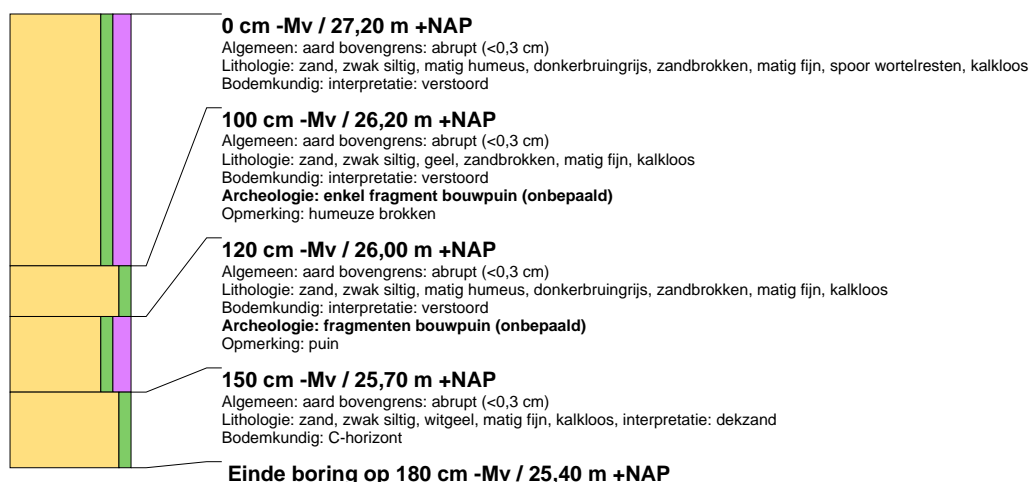 0 cm -Mv / 27,20 m +NAP
Algemeen: aard bovengrens: abrupt (<0,3 cm)
Lithologie: zand, zwak siltig, matig humeus, donkerbruingrijs, zandbrokken, matig fijn, spoor wortelresten, kalkloos
Bodemkundig: interpretatie: verstoord
100 cm -Mv / 26,20 m +NAP
Algemeen: aard bovengrens: abrupt (<0,3 cm)
Lithologie: zand, zwak siltig, geel, zandbrokken, matig fijn, kalkloos
Bodemkundig: interpretatie: verstoord
Archeologie: enkel fragment bouwpuin (onbepaald)
Opmerking: humeuze brokken
120 cm -Mv / 26,00 m +NAP
Algemeen: aard bovengrens: abrupt (<0,3 cm)
Lithologie: zand, zwak siltig, matig humeus, donkerbruingrijs, zandbrokken, matig fijn, kalkloos
Bodemkundig: interpretatie: verstoord
Archeologie: fragmenten bouwpuin (onbepaald)
Opmerking: puin
150 cm -Mv / 25,70 m +NAP
Algemeen: aard bovengrens: abrupt (<0,3 cm)
Lithologie: zand, zwak siltig, witgeel, matig fijn, kalkloos, interpretatie: dekzand
Bodemkundig: C-horizont
Einde boring op 180 cm -Mv / 25,40 m +NAP